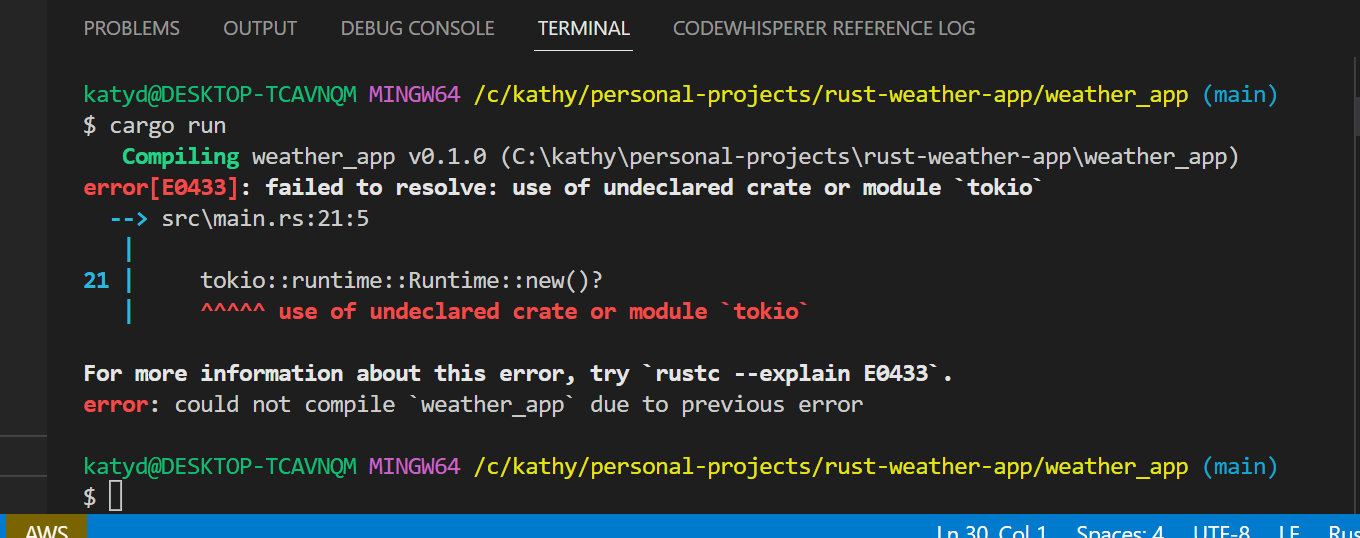 PROBLEMS OUTPUT DEBUG CONSOLE TERMINAL CODEWHISPERER REFERENCE LOG
katyd@DESKTOP-TCAVNQM MINGW64 /c/kathy/personal-projects/rust-weather-app/weather_app (main)
$ cargo run
   Compiling weather_app v0.1.0 (C:\kathy\personal-projects\rust-weather-app\weather_app)
error[E0433]: failed to resolve: use of undeclared crate or module `tokio`
  --> src\main.rs:21:5
   |
21 |     tokio::runtime::Runtime::new()?
   |     ^^^^^ use of undeclared crate or module `tokio`
For more information about this error, try `rustc --explain E0433`.
error: could not compile `weather_app` due to previous error
katyd@DESKTOP-TCAVNQM MINGW64 /c/kathy/personal-projects/rust-weather-app/weather_app (main)
$
AWS Ln 30, Col 1 Spaces: 4 UTF-8 LF Rus